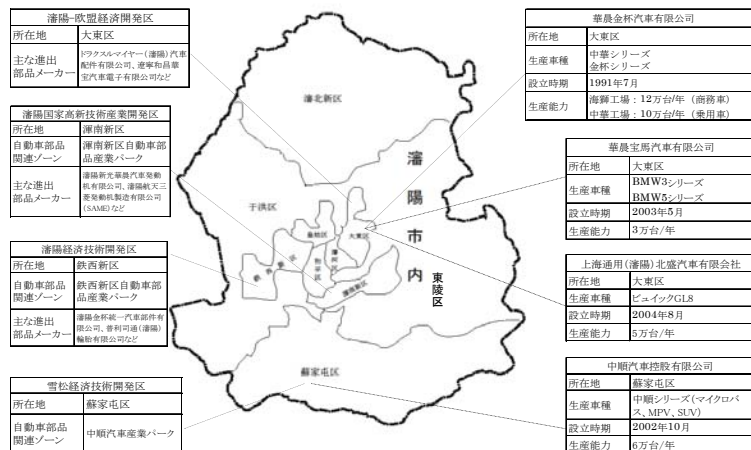 瀋陽-欧盟経済開発区
所在地 大東区
主な進出
部品メーカー
ドラクスルマイヤー(瀋陽)汽車
配件有限公司、遼寧和昌華
宝汽車電子有限公司など
瀋陽国家高新技術産業開発区
所在地 渾南新区
自動車部品
関連ゾーン
渾南新区自動車部
品産業パーク
主な進出
部品メーカー
瀋陽新光華晨汽車発動
机有限公司、瀋陽航天三
菱発動机製造有限公司
(SAME)など
瀋陽経済技術開発区
所在地 鉄西新区
自動車部品
関連ゾーン
鉄西新区自動車部
品産業パーク
主な進出
部品メーカー
瀋陽金杯統一汽車部件有
限公司、普利司通(瀋陽)
輪胎有限公司など
雪松経済技術開発区
所在地 蘇家屯区
自動車部品
関連ゾーン
中順汽車産業パーク
瀋北新区
于洪区
瀋陽市内
皇姑区
大東区
瀋河区
和平区
鉄西新区
渾南新区
東陵区
蘇家屯区
華晨金杯汽車有限公司
所在地 大東区
生産車種
中華シリーズ
金杯シリーズ
設立時期 1991年7月
生産能力
海獅工場:12万台/年(商務車)
中華工場:10万台/年(乗用車)
華晨宝馬汽車有限公司
所在地 大東区
生産車種
BMW3シリーズ
BMW5シリーズ
設立時期 2003年5月
生産能力 3万台/年
上海通用(瀋陽)北盛汽車有限会社
所在地 大東区
生産車種 ビュイックGL8
設立時期 2004年8月
生産能力 5万台/年
中順汽車控股有限公司
所在地 蘇家屯区
生産車種
中順シリーズ(マイクロバ
ス、MPV、SUV)
設立時期 2002年10月
生産能力 6万台/年